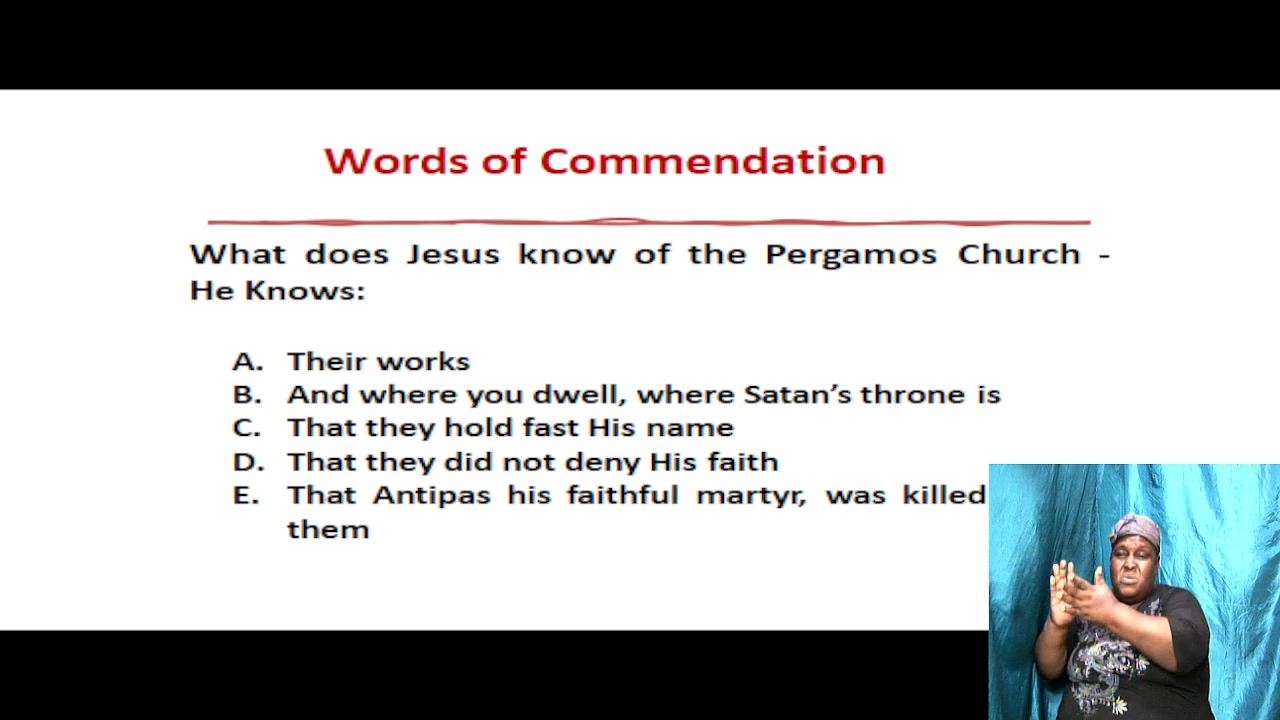 Words of Commendation
What does Jesus know of the Pergamos Church -
He Knows:
A. Their works
B. And where you dwell, where Satan’s throne is
C. That they hold fast His name
D. That they did not deny His faith
E. That Antipas his faithful martyr, was killed
them